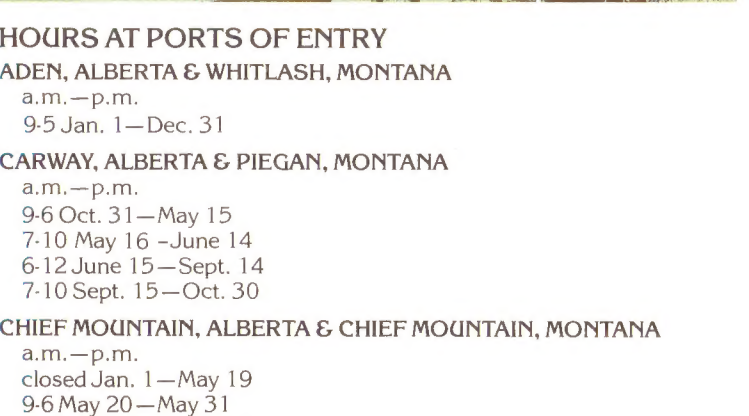 HOURS AT PORTS OF ENTRY
ADEN, ALBERTA & WHITLASH, MONTANA
a.m.—p.m.
9-5 Jan. 1—Dec. 31
CARWAY, ALBERTA & PIEGAN, MONTANA
a.m.—p.m.
9-6 Oct. 31—May 15
7-10 May 16 –June 14
6-12 June 15—Sept. 14
7-10 Sept. 15—Oct. 30
CHIEF MOUNTAIN, ALBERTA & CHIEF MOUNTAIN, MONTANA
a.m.—p.m.
closed Jan. 1—May 19
9-6 May 20—May 31